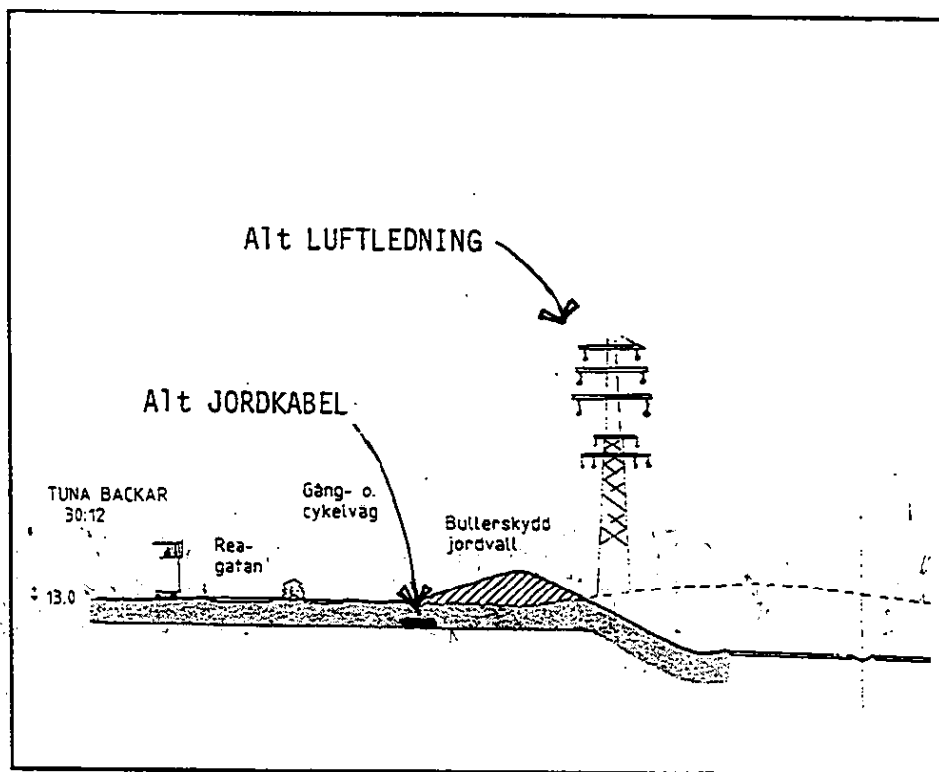 Alt LUFTLEDNING
Alt JORDKABEL
TUNA BACKAR
30:12
Gång- o.
cykelväg
Bullerskydd
jordvall
Rea-
gatan
13.0